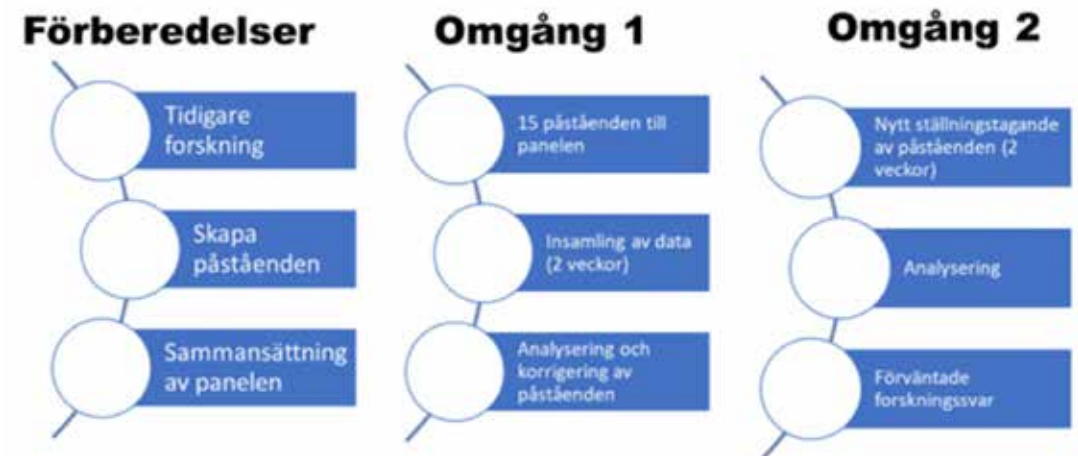 Förberedelser
Tidigare
forskning
Skapa
påståenden
Sammansättning
av panelen
Omgång 1
15 påståenden till
panelen
Insamling av data
(2 veckor)
Analysering och
korrigering av
påståenden
Omgång 2
Nytt ställningstagande
av påståenden (2
veckor)
Analysering
Förväntade
forskningssvar